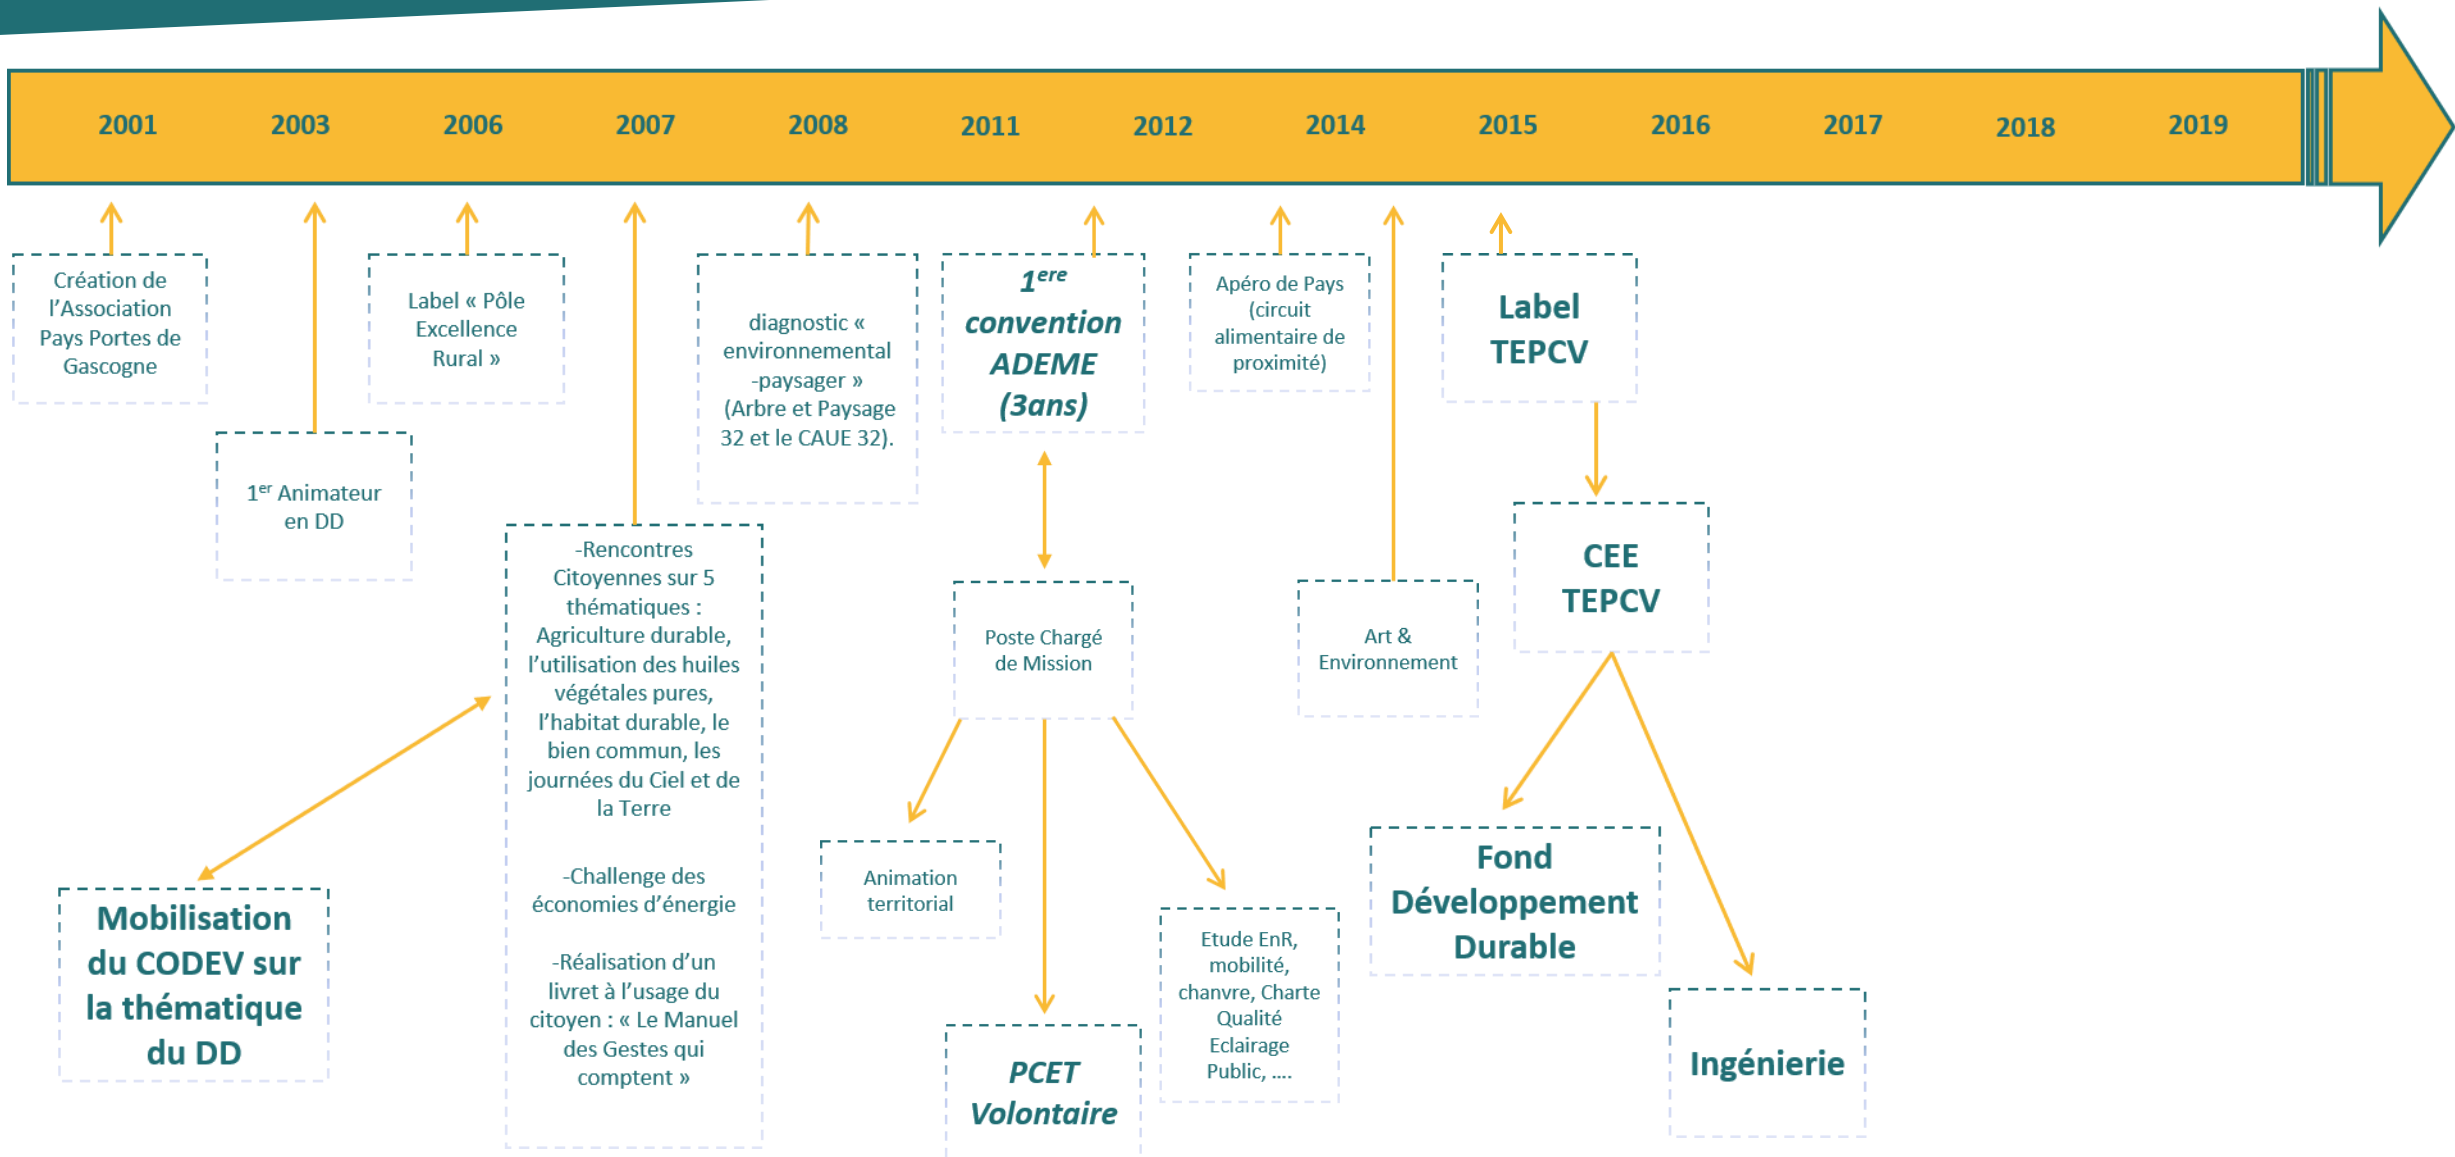 2001 2003 2006 2007 2008 2011 2012 2014 2015 2016 2017 2018 2019
Création de
l’Association
Pays Portes de
Gascogne
1er Animateur
en DD
Label « Pôle
Excellence
Rural »
-Rencontres
Citoyennes sur 5
thématiques :
Agriculture durable,
l’utilisation des huiles
végétales pures,
l’habitat durable, le
bien commun, les
journées du Ciel et de
la Terre
-Challenge des
économies d’énergie
-Réalisation d’un
livret à l’usage du
citoyen : « Le Manuel
des Gestes qui
comptent »
Mobilisation
du CODEV sur
la thématique
du DD
diagnostic «
environnemental
-paysager »
(Arbre et Paysage
32 et le CAUE 32).
1ere
convention
ADEME
(3ans)
Poste Chargé
de Mission
Animation
territorial
PCET
Volontaire
Etude EnR,
mobilité,
chanvre, Charte
Qualité
Eclairage
Public, ....
Apéro de Pays
(circuit
alimentaire de
proximité)
Art &
Environnement
Label
TEPCV
CEE
TEPCV
Fond
Développement
Durable
Ingénierie